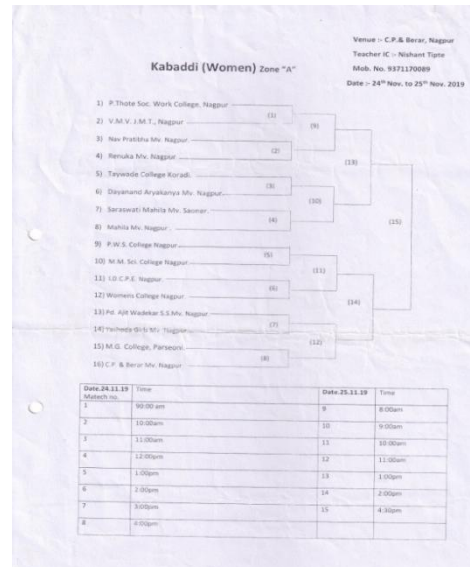 Venue :- C.P.& Berar, Nagpur
Teacher IC :- Nishant Tipte
Kabaddi (Women) Zone "A"
Mob. No. 9371170089
Date :- 24th Nov. to 25th Nov. 2019
1) P.Thote Soc. Work College, Nagpur
(1)
2) V.M.V. J.M.T., Nagpur
(9)
3) Nav Pratibha Mv. Nagpur
(2)
4) Renuka Mv. Nagpur
(13)
5) Taywade College Koradi.
(3)
6) Dayanand Aryakanya Mv. Nagpur
(10)
7) Saraswati Mahila Mv. Saoner.
(4)
(15)
8) Mahila Mv. Nagpur .
9) P.W.S. College Nagpur
(5)
10) M.M. Sci. College Nagpur
(11)
11) I.D.C.P.E. Nagpur.
(6)
12) Womens College Nagpur.
(14)
13) Pd. Ajit Wadekar S.S.Mv. Nagpur.
(7)
14) Yashoda Girls Mv. Nagpur
(12)
15) M.G. College, Parseoni.
(8)
16) C.P. & Berar Mv. Nagpur
Date.24.11.19 Time Date.25.11.19 Time
Matech no.
1 90:00 am 9 8:00am
2 10:00am 10 9:00am
3 11:00am 11 10:00am
4 12:00pm 12 11:00am
5 1:00pm 13 1:00pm
6 2:00pm 14 2:00pm
7 3:00pm 15 4:30pm
8 4:00pm